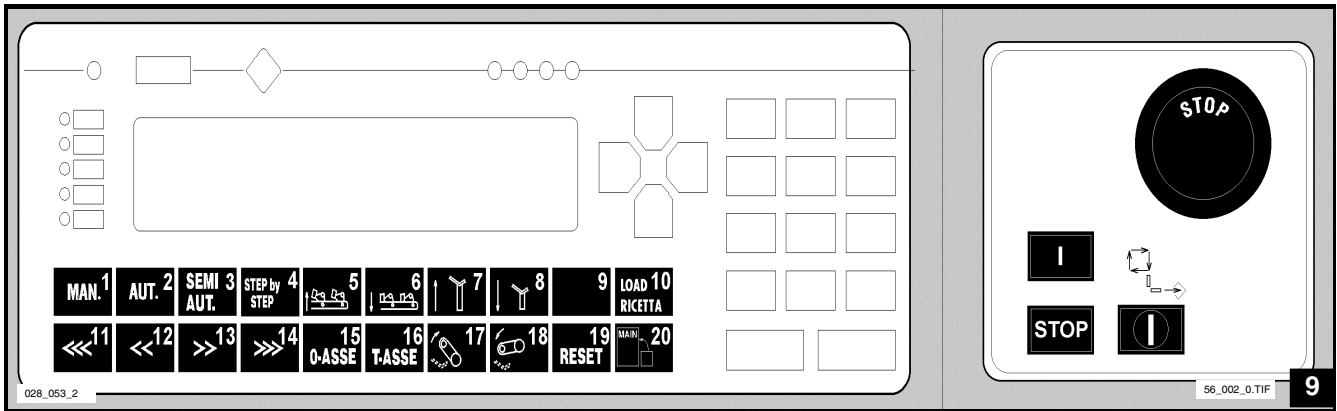 STOP
MAN. 1
AUT. 2
SEMI 3
AUT.
STEP by 4
STEP
5
6
7
8
9
LOAD 10
RICETTA
<<< 11
<< 12
>> 13
>>> 14
15
0-ASSE
16
T-ASSE
17
18
19
RESET
MAIN 20
I
STOP
I
028_053_2
56_002_0.TIF
9